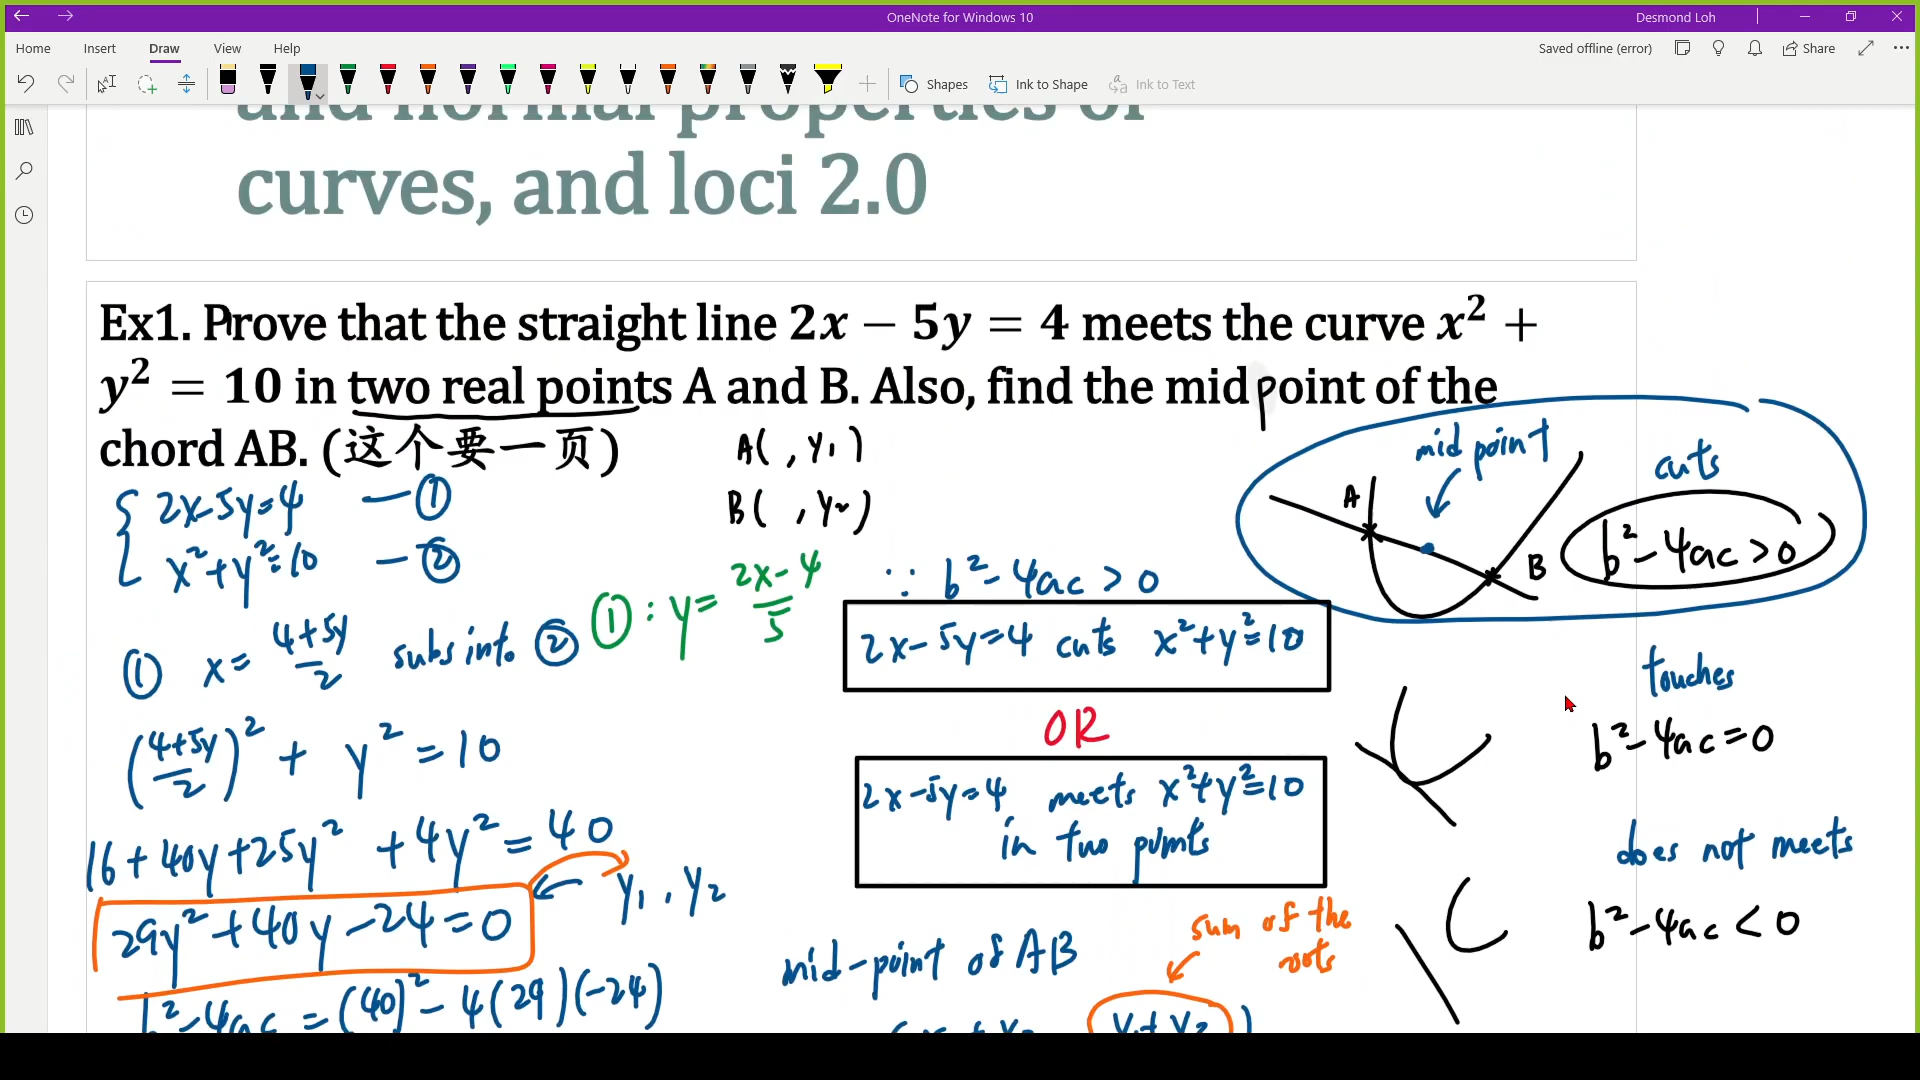 OneNote for Windows 10
Desmond Loh
Home Insert Draw View Help
Saved offline (error) Share
Shapes Ink to Shape Ink to Text
and normal properties of
curves, and loci 2.0
Ex1. Prove that the straight line 2x − 5y = 4 meets the curve x² +
y² = 10 in two real points A and B. Also, find the midpoint of the
chord AB. (这个要一页)
A( , y₁)
B( , y₂)
2x-5y=4 — ①
x²+y²=10 — ②
① x= (4+5y)/2 subs into ②
①: y= (2x-4)/5
((4+5y)/2)² + y² = 10
16+40y+25y² +4y² = 40
29y²+40y-24=0
y₁, y₂
b²-4ac = (40)²-4(29)(-24)
∵ b²-4ac > 0
2x-5y=4 cuts x²+y²=10
OR
2x-5y=4 meets x²+y²=10
in two points
mid-point of AB
sum of the
roots
y₁+y₂ )
mid point
A
B
cuts
b²-4ac>0
touches
b²-4ac=0
does not meets
b²-4ac<0